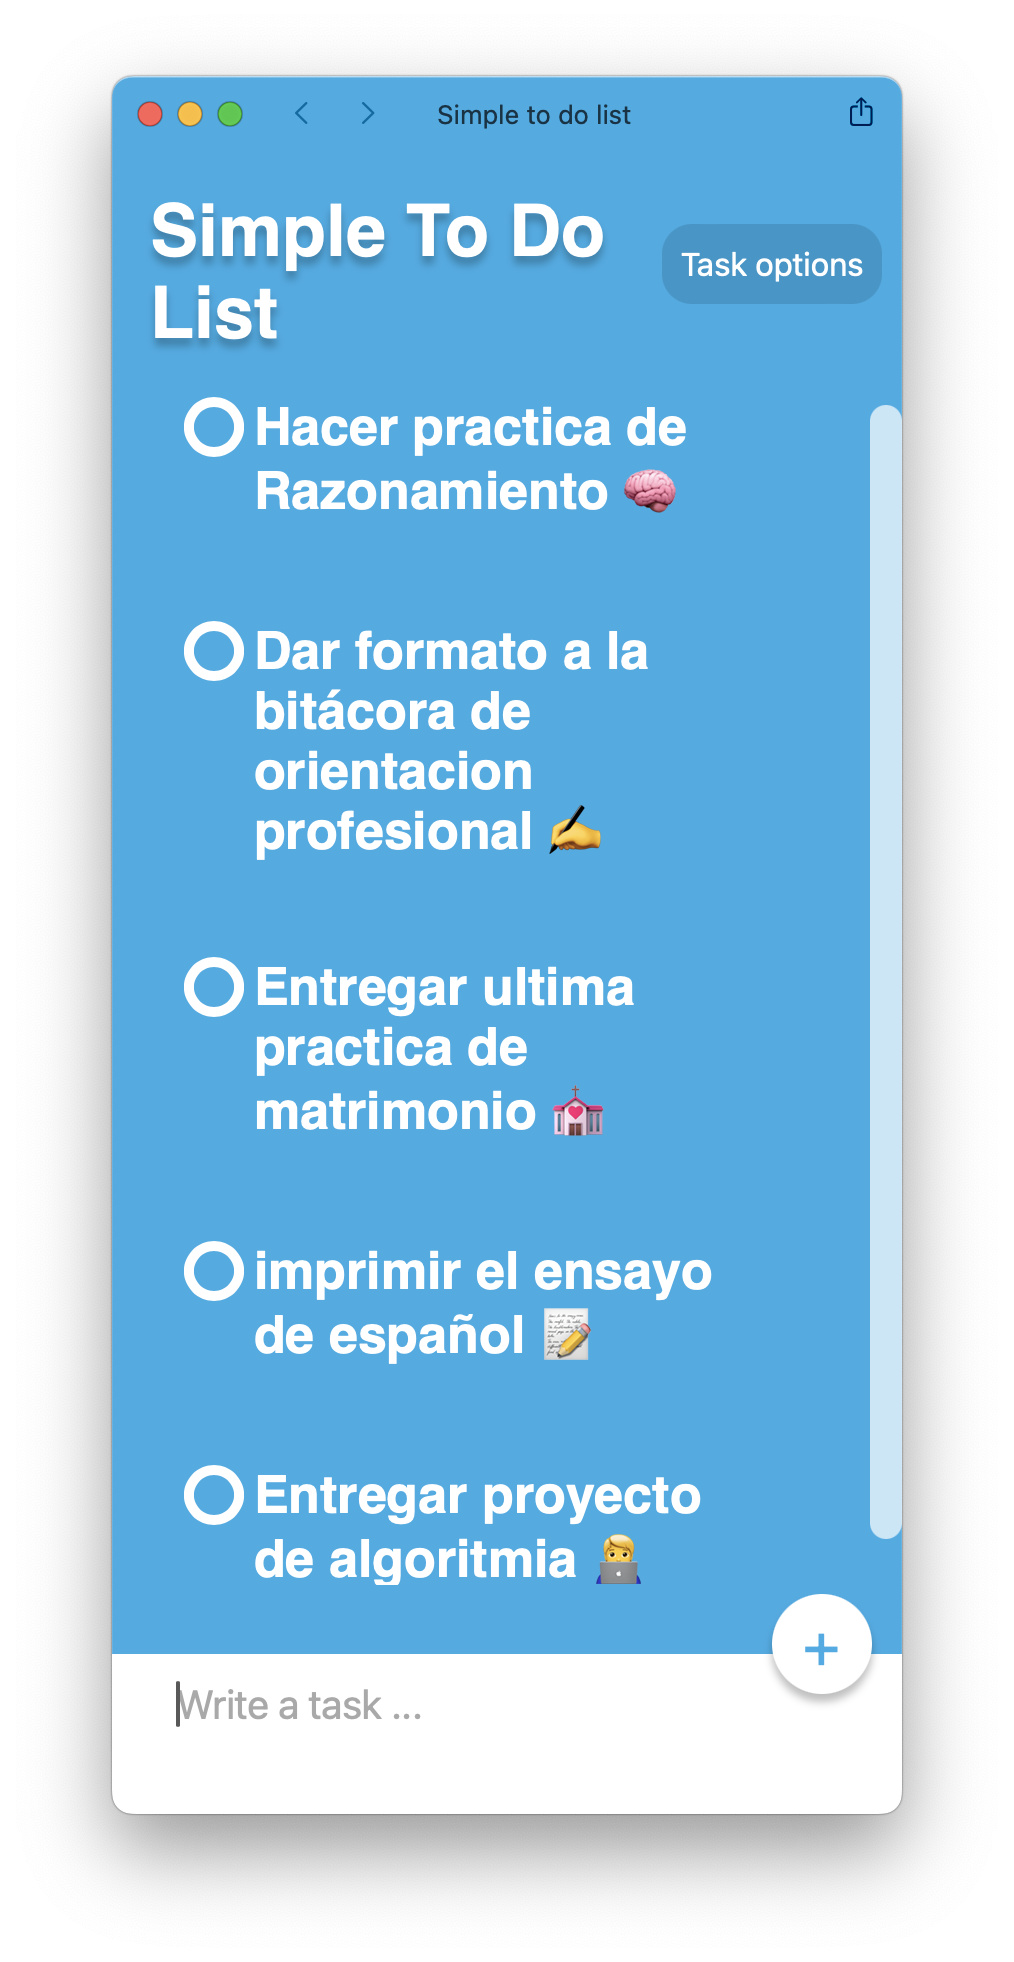 Simple to do list
Simple To Do
List
Task options
Hacer practica de
Razonamiento 🧠
Dar formato a la
bitácora de
orientacion
profesional ✍️
Entregar ultima
practica de
matrimonio 💒
imprimir el ensayo
de español 📝
Entregar proyecto
de algoritmia 🧑‍💻
+
Write a task ...